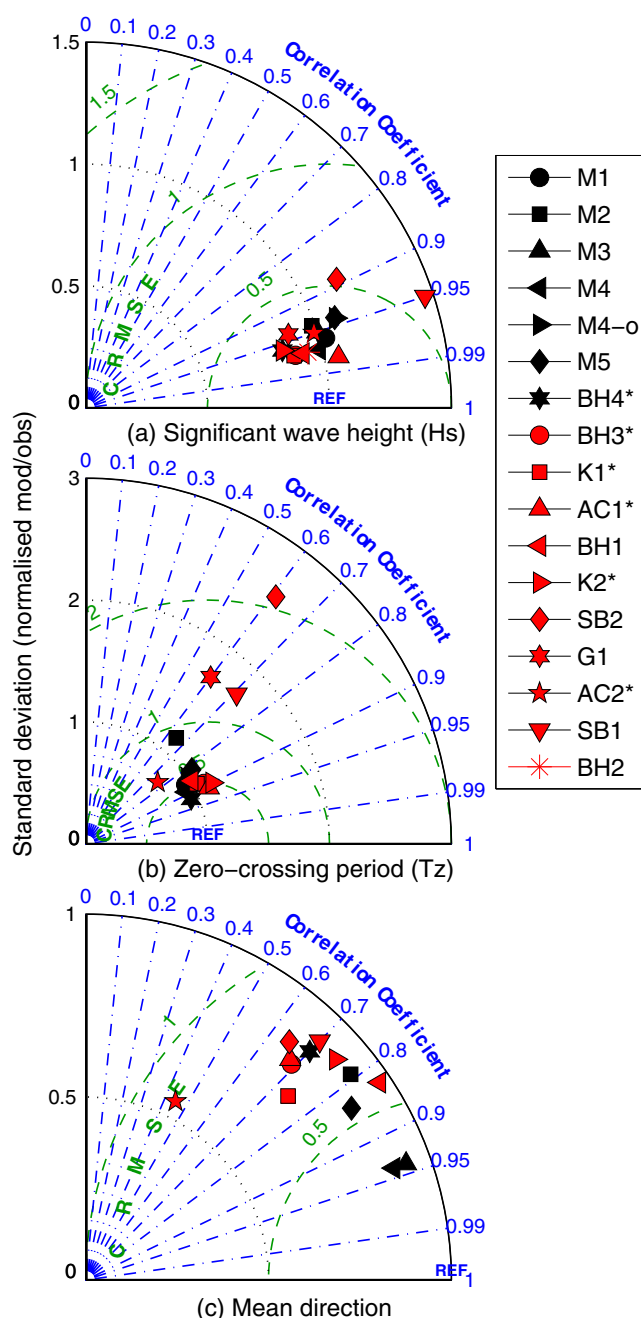 1.5
1
0.5
0
0
0.1
0.2
0.3
0.4
0.5
0.6
0.7
0.8
0.9
0.95
0.99
1
Correlation Coefficient
1.5
1
0.5
C R M S E
REF
(a) Significant wave height (Hs)
Standard deviation (normalised mod/obs)
3
2
1
0
0
0.1
0.2
0.3
0.4
0.5
0.6
0.7
0.8
0.9
0.95
0.99
1
Correlation Coefficient
2
1
0.5
CRMSE
REF
(b) Zero−crossing period (Tz)
1
0.5
0
0
0.1
0.2
0.3
0.4
0.5
0.6
0.7
0.8
0.9
0.95
0.99
1
Correlation Coefficient
1
0.5
C R M S E
REF
(c) Mean direction
M1
M2
M3
M4
M4−o
M5
BH4*
BH3*
K1*
AC1*
BH1
K2*
SB2
G1
AC2*
SB1
BH2